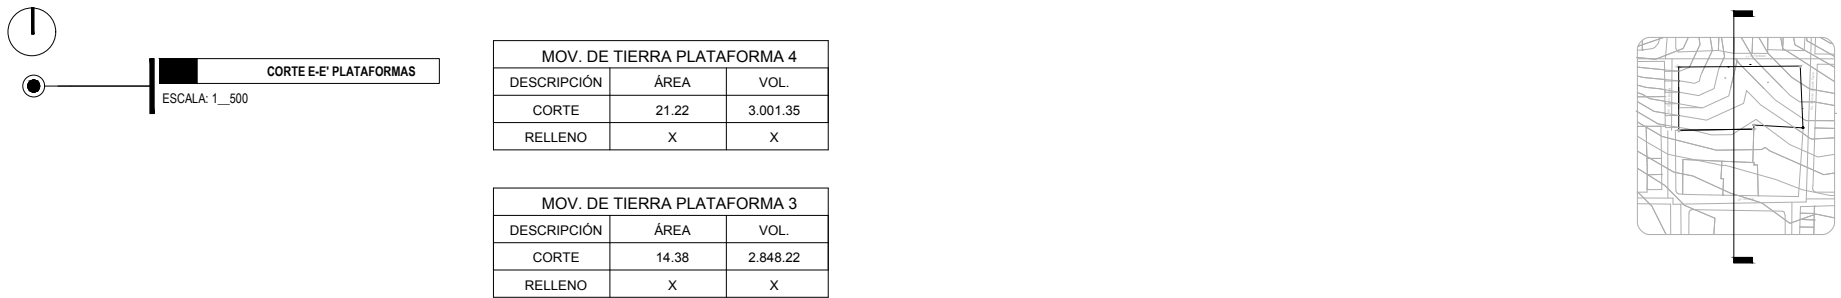 CORTE E-E' PLATAFORMAS
ESCALA: 1__500
MOV. DE TIERRA PLATAFORMA 4
DESCRIPCIÓN ÁREA VOL.
CORTE 21.22 3.001.35
RELLENO X X
MOV. DE TIERRA PLATAFORMA 3
DESCRIPCIÓN ÁREA VOL.
CORTE 14.38 2.848.22
RELLENO X X